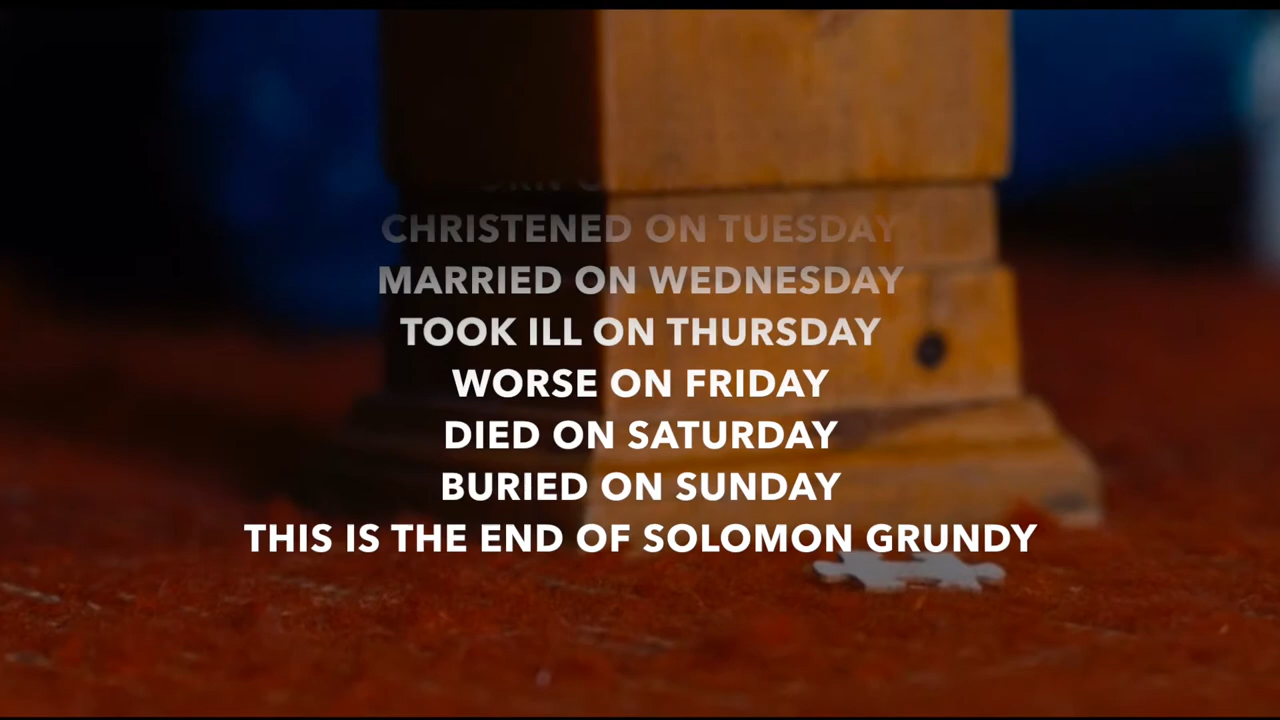 CHRISTENED ON TUESDAY
MARRIED ON WEDNESDAY
TOOK ILL ON THURSDAY
WORSE ON FRIDAY
DIED ON SATURDAY
BURIED ON SUNDAY
THIS IS THE END OF SOLOMON GRUNDY